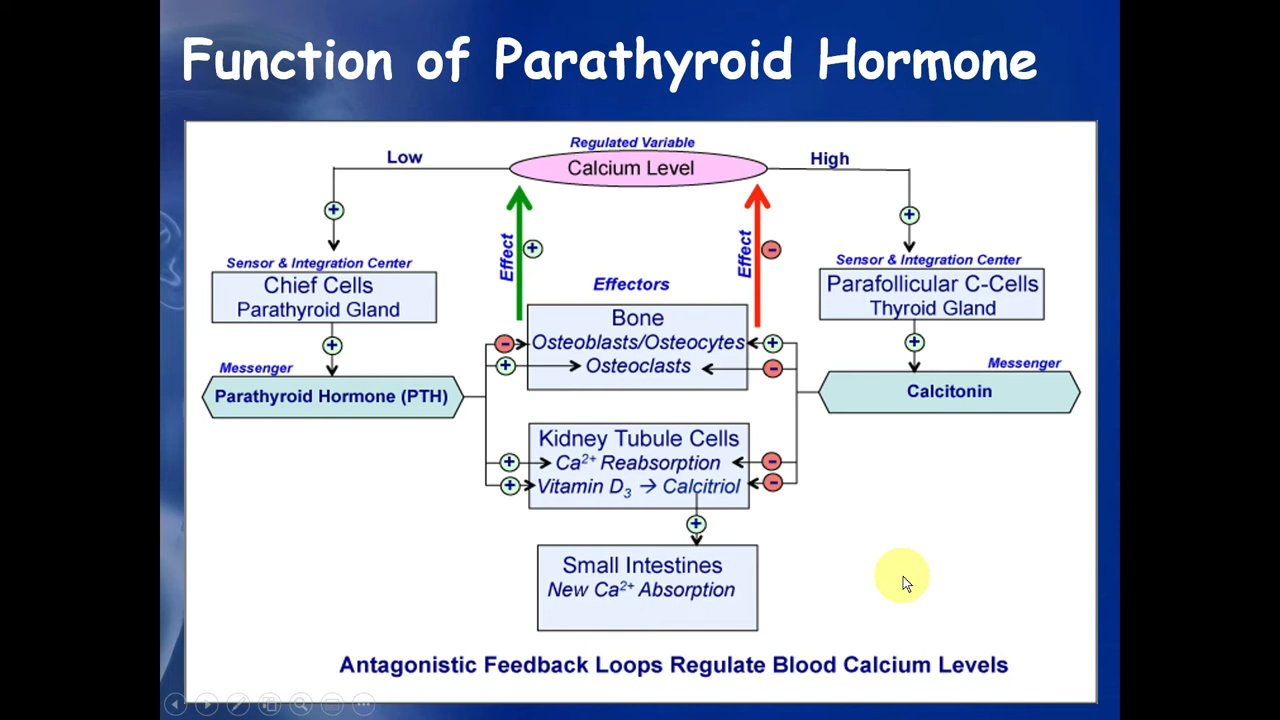 Function of Parathyroid Hormone
Regulated Variable
Low
Calcium Level
High
+
+
Effect
+
Effect
-
Sensor & Integration Center
Chief Cells
Parathyroid Gland
Effectors
Sensor & Integration Center
Parafollicular C-Cells
Thyroid Gland
+
+
Bone
- Osteoblasts/Osteocytes +
+ Osteoclasts -
Messenger
Parathyroid Hormone (PTH)
Messenger
Calcitonin
Kidney Tubule Cells
+ Ca²⁺ Reabsorption -
+ Vitamin D₃ → Calcitriol -
+
Small Intestines
New Ca²⁺ Absorption
Antagonistic Feedback Loops Regulate Blood Calcium Levels